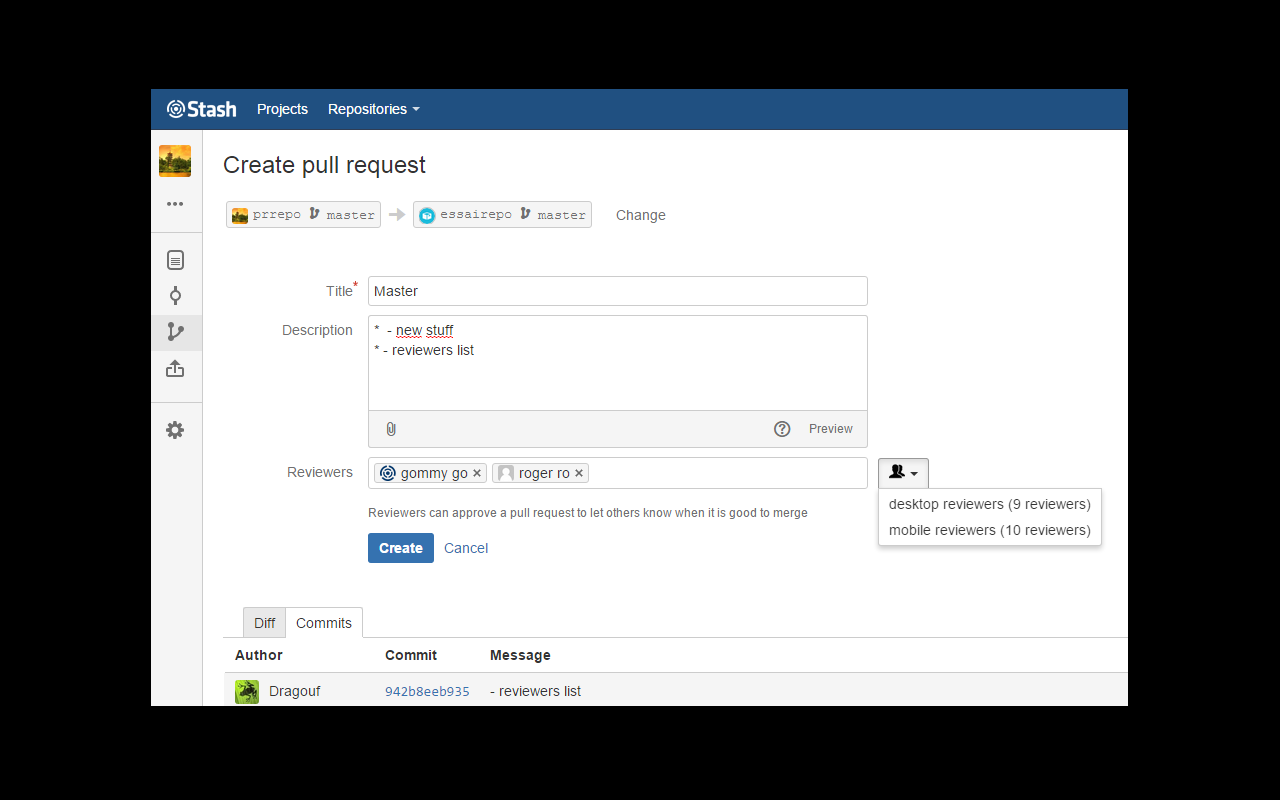 Stash Projects Repositories
Create pull request
prrepo master essairepo master Change
Title* Master
Description * - new stuff
* - reviewers list
Preview
Reviewers gommy go × roger ro ×
desktop reviewers (9 reviewers)
Reviewers can approve a pull request to let others know when it is good to merge
mobile reviewers (10 reviewers)
Create Cancel
Diff Commits
Author Commit Message
Dragouf 942b8eeb935 - reviewers list